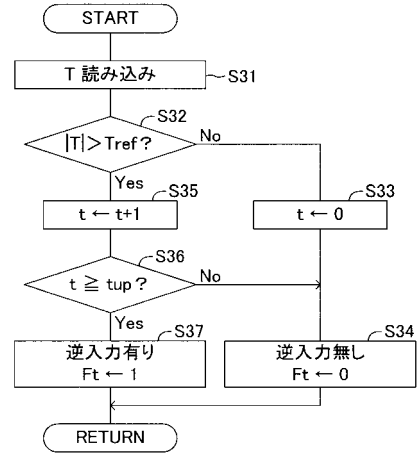 START
T 読み込み
S31
S32
|T|>Tref?
No
Yes
S35
S33
t ← t+1
t ← 0
S36
t ≧ tup?
No
Yes
S37
S34
逆入力有り
Ft ← 1
逆入力無し
Ft ← 0
RETURN